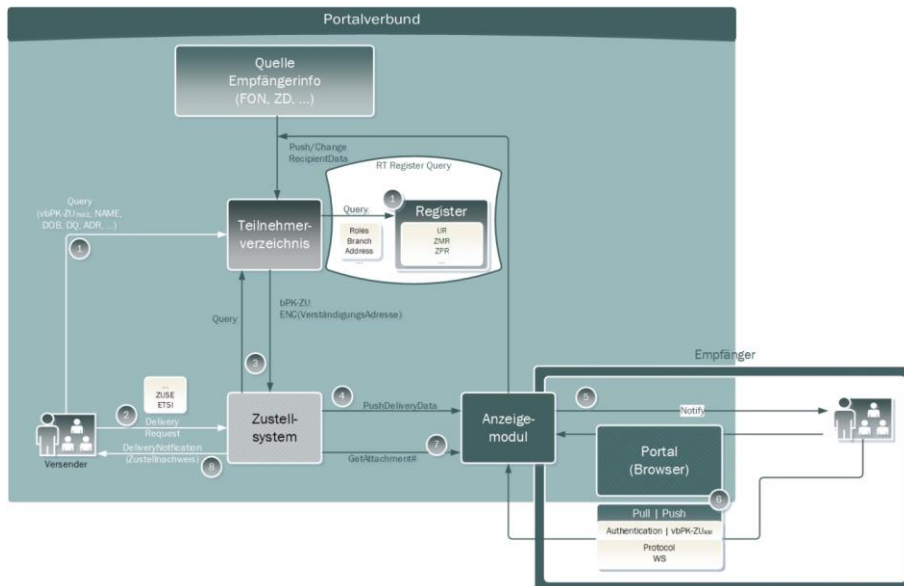 Portalverbund
Quelle
Empfängerinfo
(FON, ZD, ...)
Push/Change
RecipientData
RT Register Query
Query
(vbPK-ZU, NAME,
DOB, DQ, ADR, ...)
1
Teilnehmer-
verzeichnis
Query
1
Register
Roles
Branch
Address
...
UR
ZMR
ZPR
...
bPK-ZU
ENC(VerständigungsAdresse)
Query
3
Empfänger
...
ZUSE
ETSI
2
Delivery
Request
Zustell-
system
4
PushDeliveryData
Anzeige-
modul
5
Notify
Versender
DeliveryNotfication
(Zustellnachweis)
8
7
GetAttachment#
Portal
(Browser)
6
Pull | Push
Authentication | vbPK-ZU
Protocol
WS